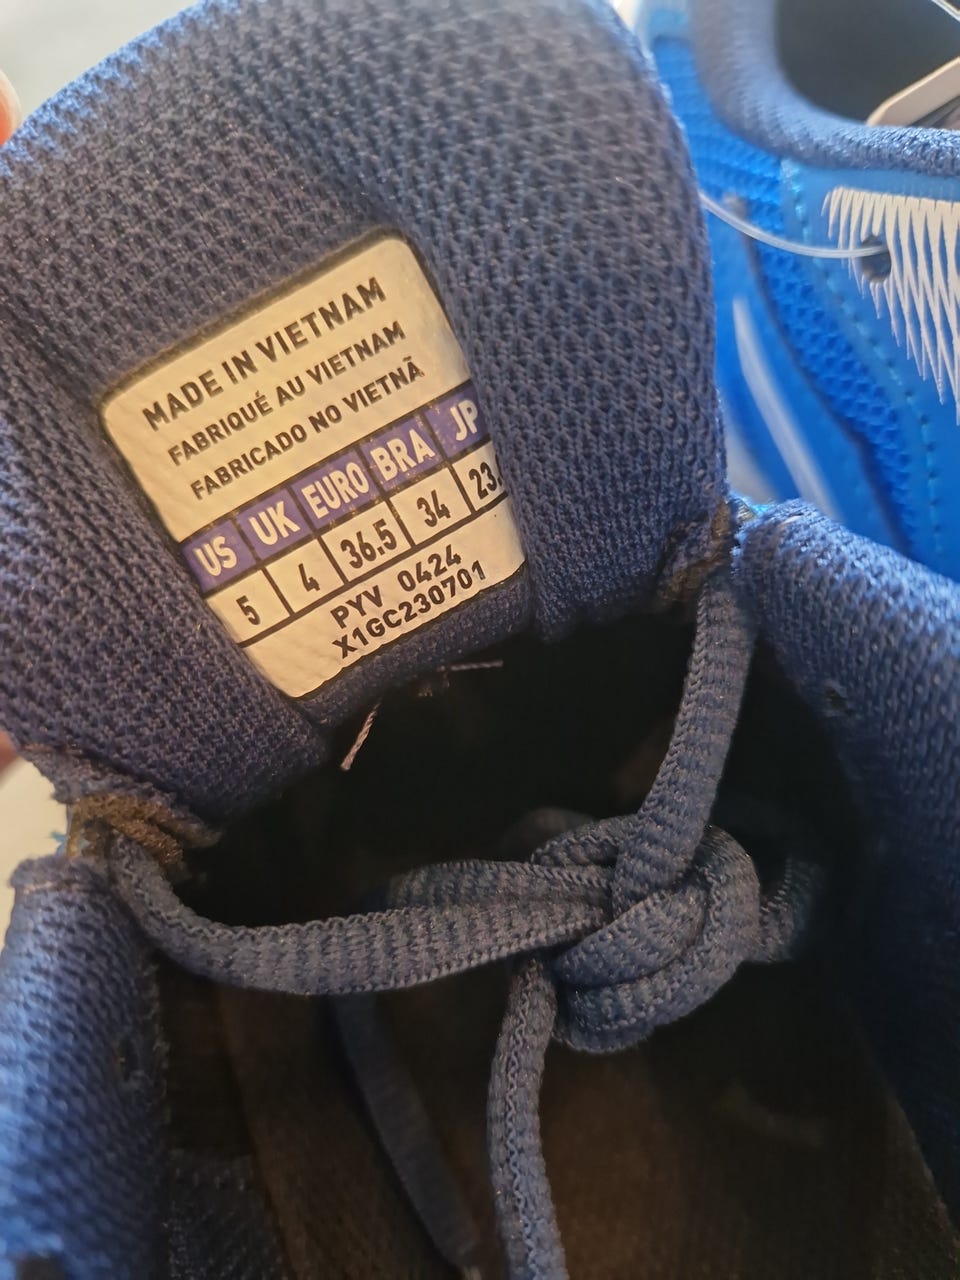 MADE IN VIETNAM
FABRIQUÉ AU VIETNAM
FABRICADO NO VIETNÃ
US UK EURO BRA JP
5 4 36.5 34 23.
PYV 0424
X1GC230701